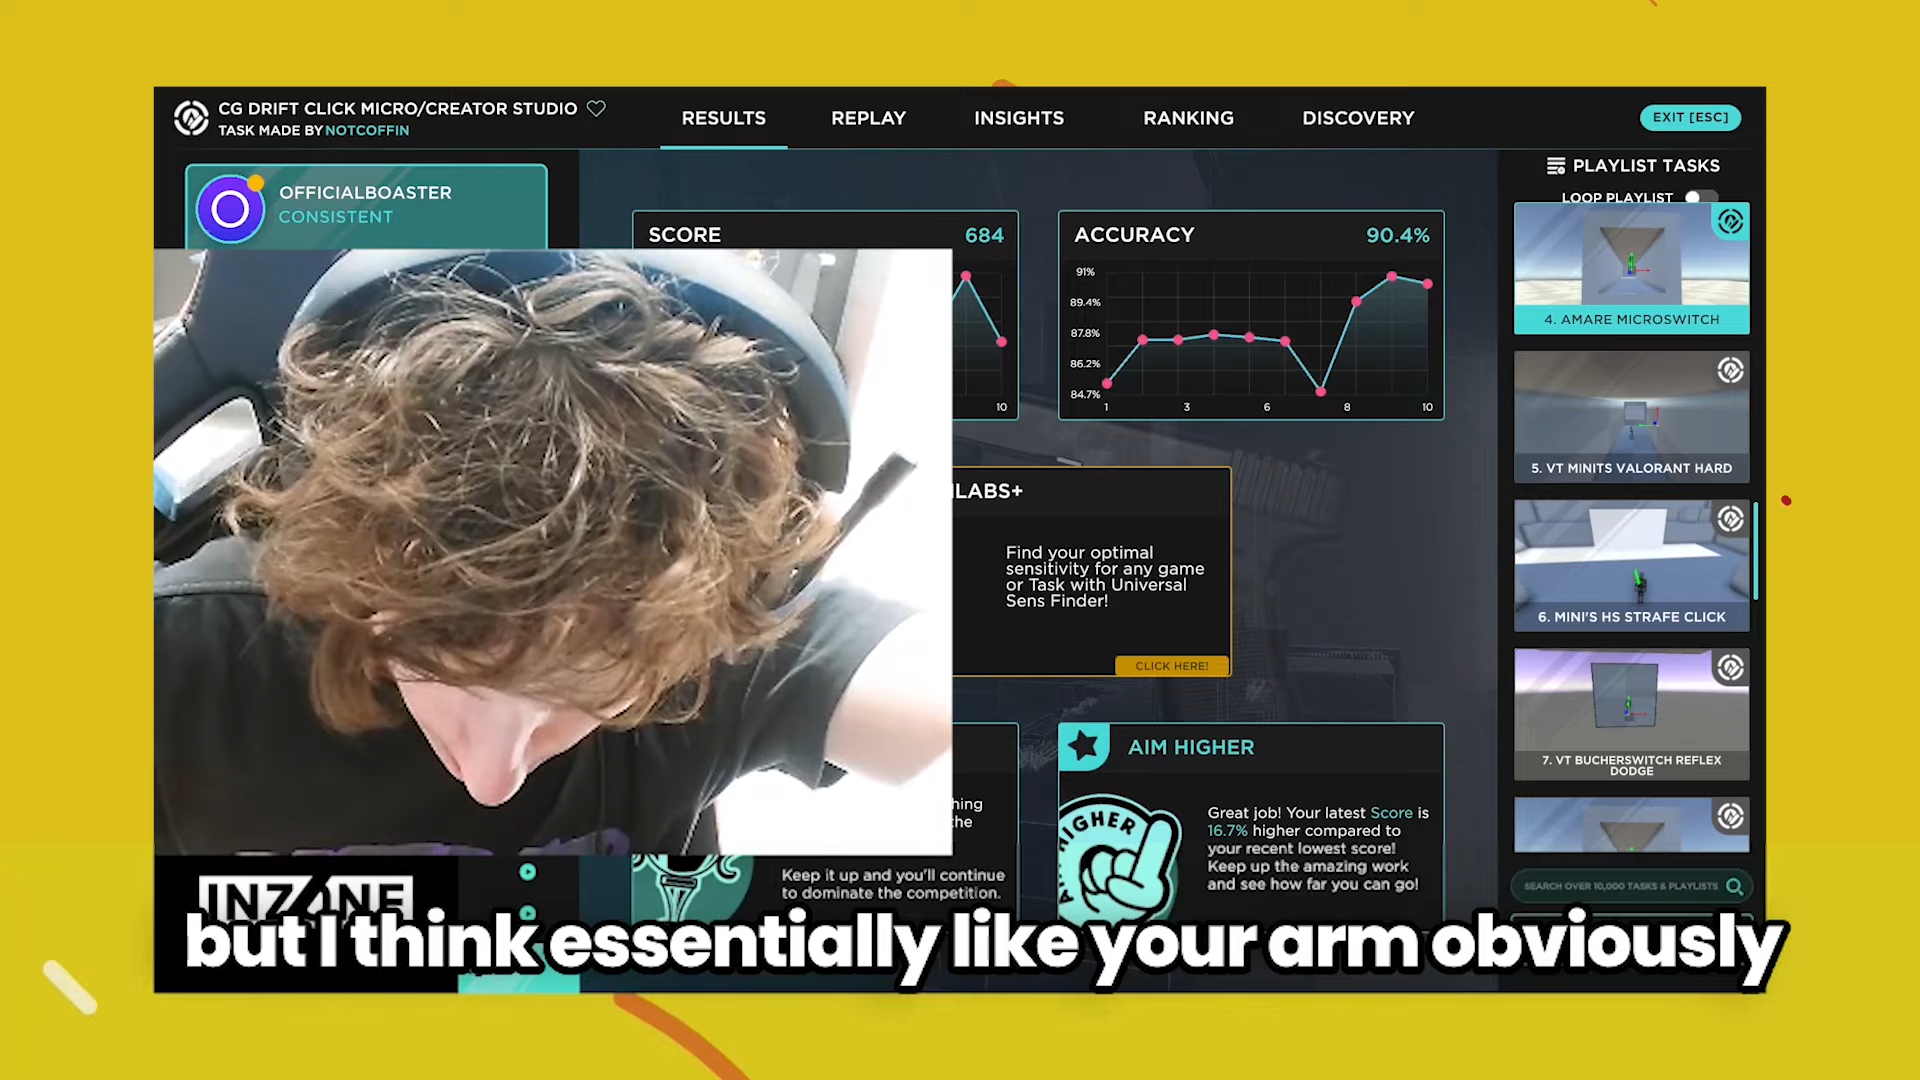 CG DRIFT CLICK MICRO/CREATOR STUDIO
TASK MADE BY NOTCOFFIN
RESULTS
REPLAY
INSIGHTS
RANKING
DISCOVERY
EXIT [ESC]
OFFICIALBOASTER
CONSISTENT
SCORE
684
10
ACCURACY
90.4%
91%
89.4%
87.8%
86.2%
84.7%
1
3
6
8
10
LABS+
Find your optimal
sensitivity for any game
or Task with Universal
Sens Finder!
CLICK HERE!
hing
the
Keep it up and you'll continue
to dominate the competition.
AIM HIGHER
HIGHER
Great job! Your latest Score is
16.7% higher compared to
your recent lowest score!
Keep up the amazing work
and see how far you can go!
PLAYLIST TASKS
LOOP PLAYLIST
4. AMARE MICROSWITCH
5. VT MINITS VALORANT HARD
6. MINI'S HS STRAFE CLICK
7. VT BUCHERSWITCH REFLEX
DODGE
SEARCH OVER 10,000 TASKS & PLAYLISTS
INZONE
but I think essentially like your arm obviously